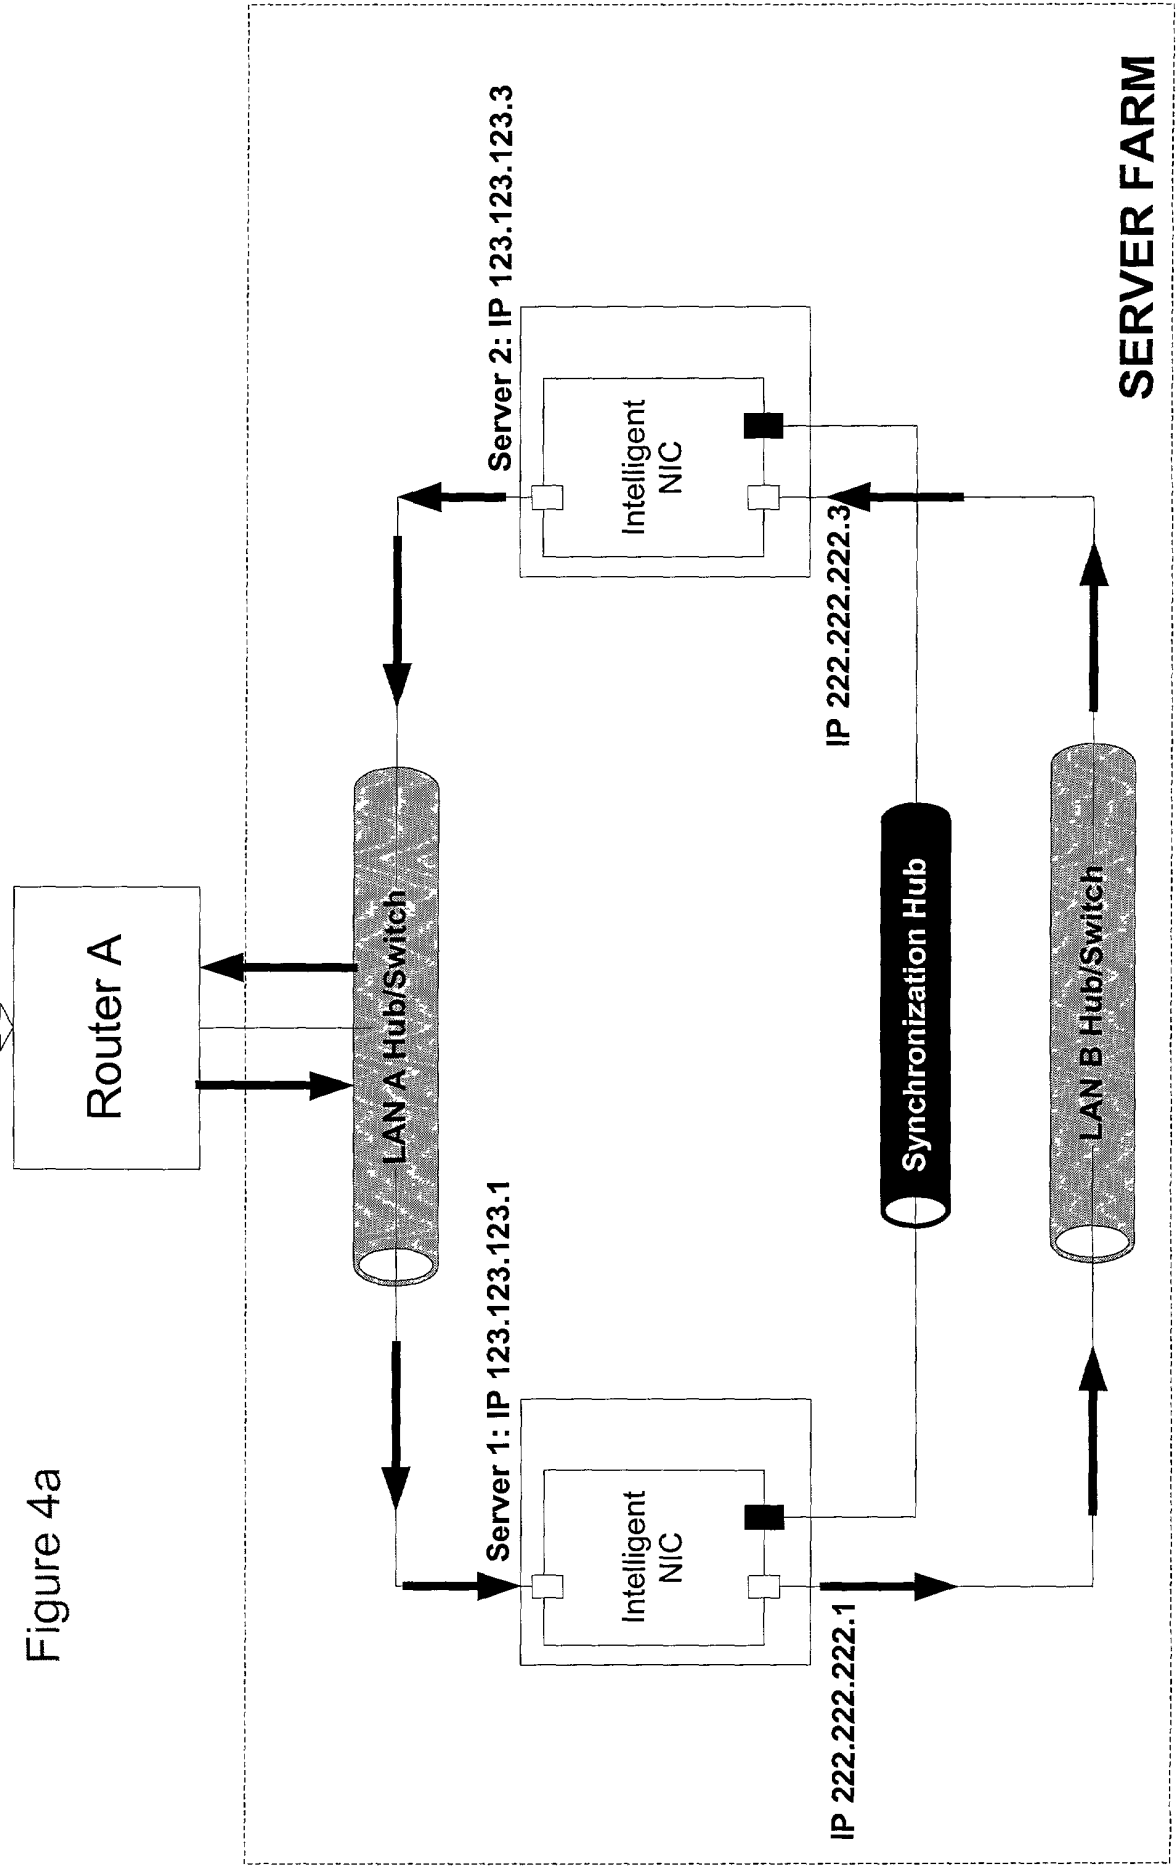 Figure 4a
Router A
LAN A Hub/Switch
Server 1: IP 123.123.123.1
Server 2: IP 123.123.123.3
Intelligent
NIC
Intelligent
NIC
IP 222.222.222.1
IP 222.222.222.3
Synchronization Hub
LAN B Hub/Switch
SERVER FARM